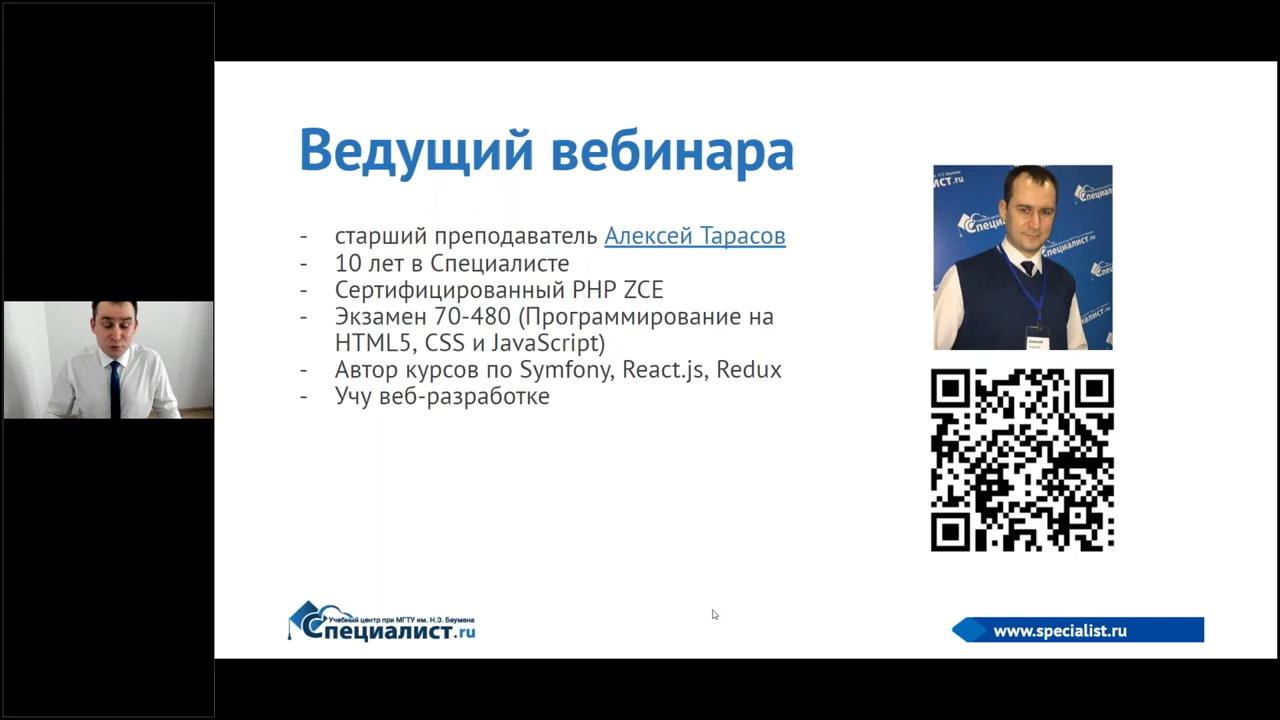 Ведущий вебинара
- старший преподаватель Алексей Тарасов
- 10 лет в Специалисте
- Сертифицированный PHP ZCE
- Экзамен 70-480 (Программирование на
HTML5, CSS и JavaScript)
- Автор курсов по Symfony, React.js, Redux
- Учу веб-разработке
Учебный центр при МГТУ им. Н.Э. Баумана
Специалист.ru
www.specialist.ru